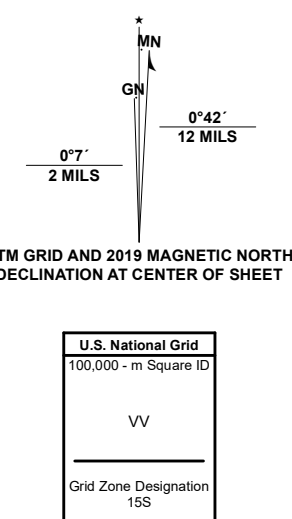 ★
MN
GN
0°42´
12 MILS
0°7´
2 MILS
TM GRID AND 2019 MAGNETIC NORTH
DECLINATION AT CENTER OF SHEET
U.S. National Grid
100,000 - m Square ID
VV
Grid Zone Designation
15S